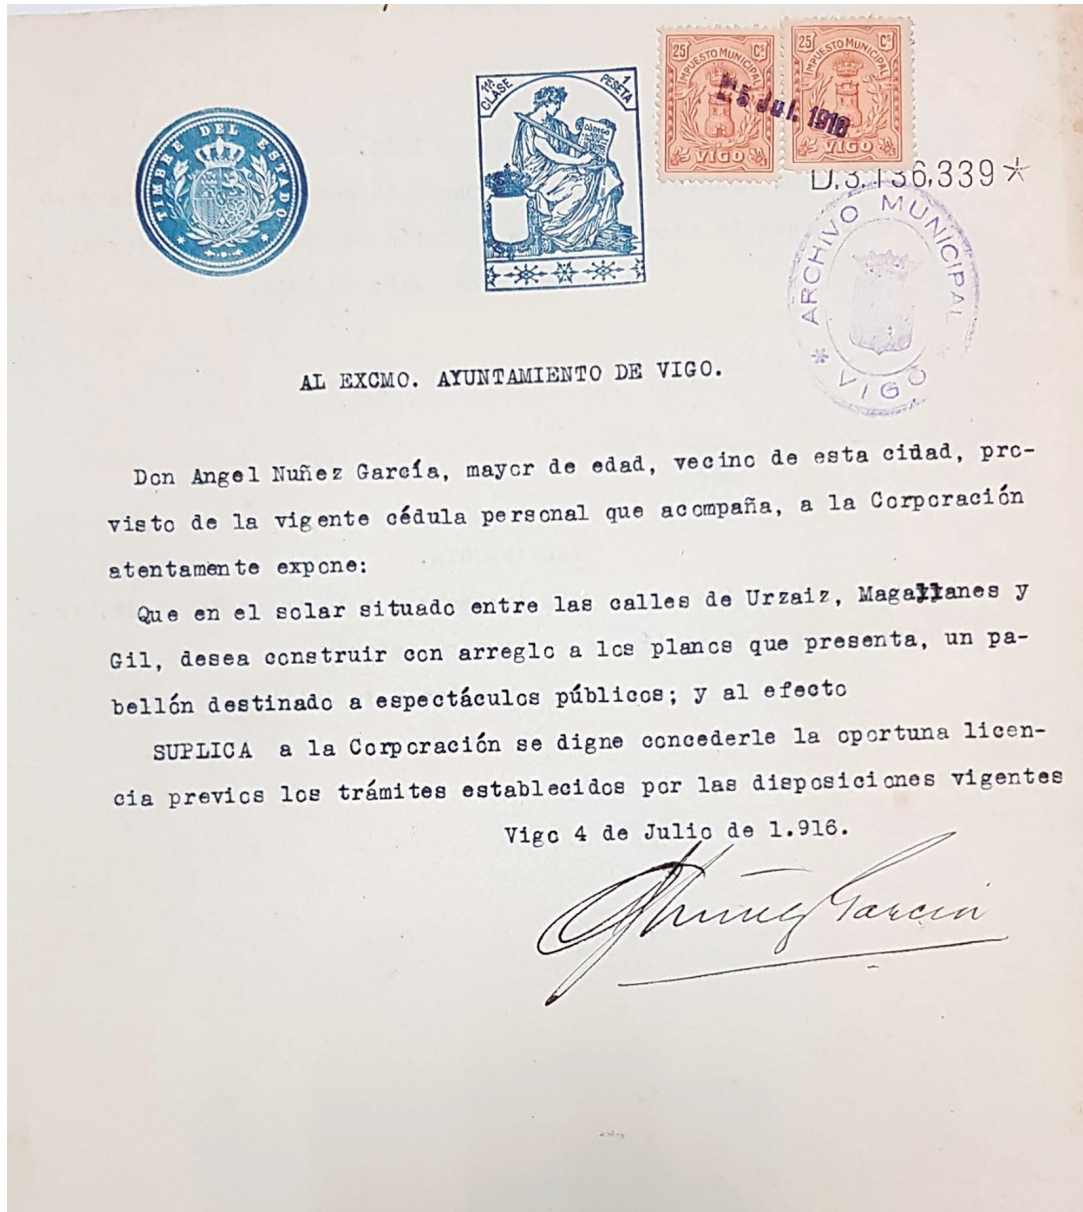 TIMBRE DEL ESTADO
1ª CLASE
1 PESETA
CÓDIGO
25 Cs
IMPUESTO MUNICIPAL
VIGO
25 Cs
IMPUESTO MUNICIPAL
VIGO
Jul. 1916
D.3.136,339*
ARCHIVO MUNICIPAL
* VIGO *
AL EXCMO. AYUNTAMIENTO DE VIGO.
Don Angel Nuñez García, mayor de edad, vecino de esta cidad, pro-
visto de la vigente cédula personal que acompaña, a la Corporación
atentamente expone:
Que en el solar situado entre las calles de Urzaiz, Magallanes y
Gil, desea construir con arreglo a los planos que presenta, un pa-
bellón destinado a espectáculos públicos; y al efecto
SUPLICA a la Corporación se digne concederle la oportuna licen-
cia previos los trámites establecidos por las disposiciones vigentes
Vigo 4 de Julio de 1.916.
Nuñez García